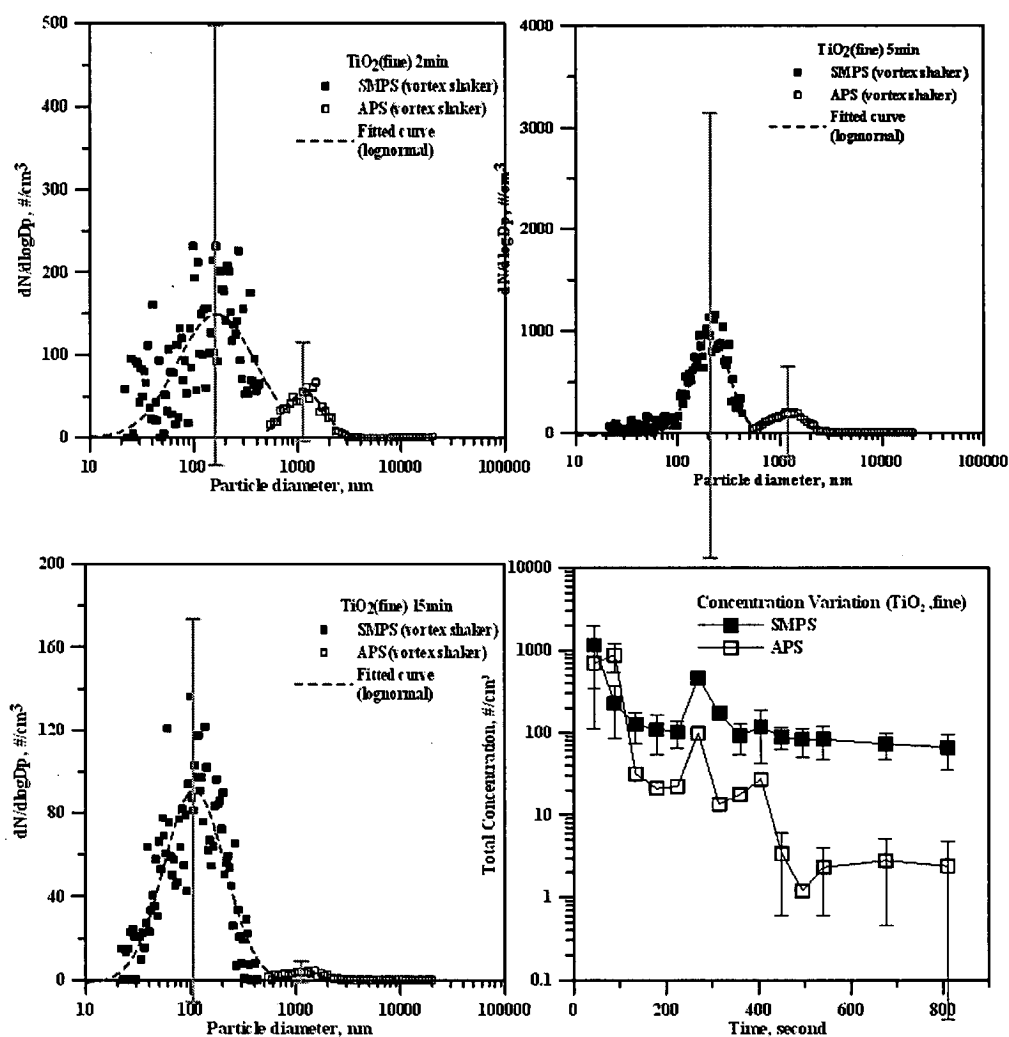 500
400
300
200
100
0
dN/dlogDp, #/cm3
TiO2(fine) 2min
SMPS (vortex shaker)
APS (vortex shaker)
Fitted curve
(lognormal)
10 100 1000 10000 100000
Particle diameter, nm
4000
3000
2000
1000
0
dN/dlogDp, #/cm3
TiO2(fine) 5min
SMPS (vortex shaker)
APS (vortex shaker)
Fitted curve
(lognormal)
10 100 1000 10000 100000
Particle diameter, nm
200
160
120
80
40
0
dN/dlogDp, #/cm3
TiO2(fine) 15min
SMPS (vortex shaker)
APS (vortex shaker)
Fitted curve
(lognormal)
10 100 1000 10000 100000
Particle diameter, nm
10000
1000
100
10
1
0.1
Total Concentration, #/cm3
Concentration Variation (TiO2 ,fine)
SMPS
APS
0 200 400 600 800
Time, second